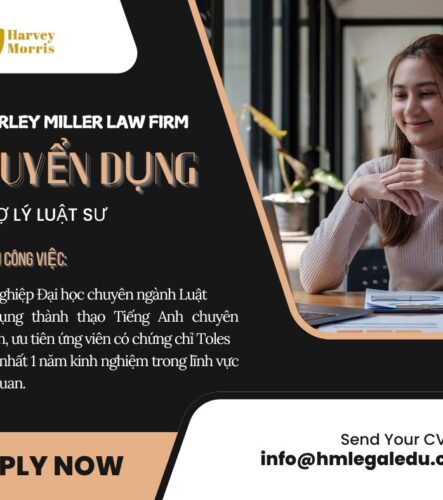 Harvey
Morris
RLEY MILLER LAW FIRM
UYỂN DỤNG
Ợ LÝ LUẬT SƯ
CÔNG VIỆC:
ghiệp Đại học chuyên ngành Luật
ụng thành thạo Tiếng Anh chuyên
n, ưu tiên ứng viên có chứng chỉ Toles
nhất 1 năm kinh nghiệm trong lĩnh vực
uan.
PLY NOW
Send Your CV
info@hmlegaledu.c